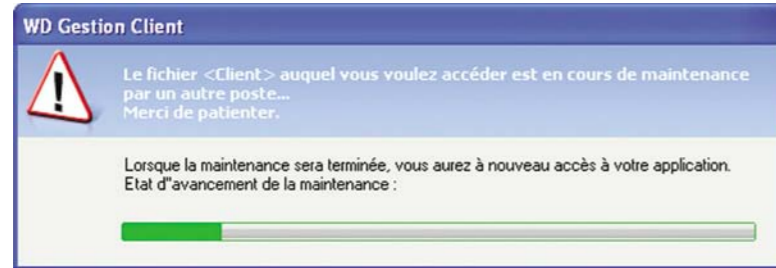 WD Gestion Client
Le fichier <Client> auquel vous voulez accéder est en cours de maintenance
par un autre poste...
Merci de patienter.
Lorsque la maintenance sera terminée, vous aurez à nouveau accès à votre application.
Etat d"avancement de la maintenance :